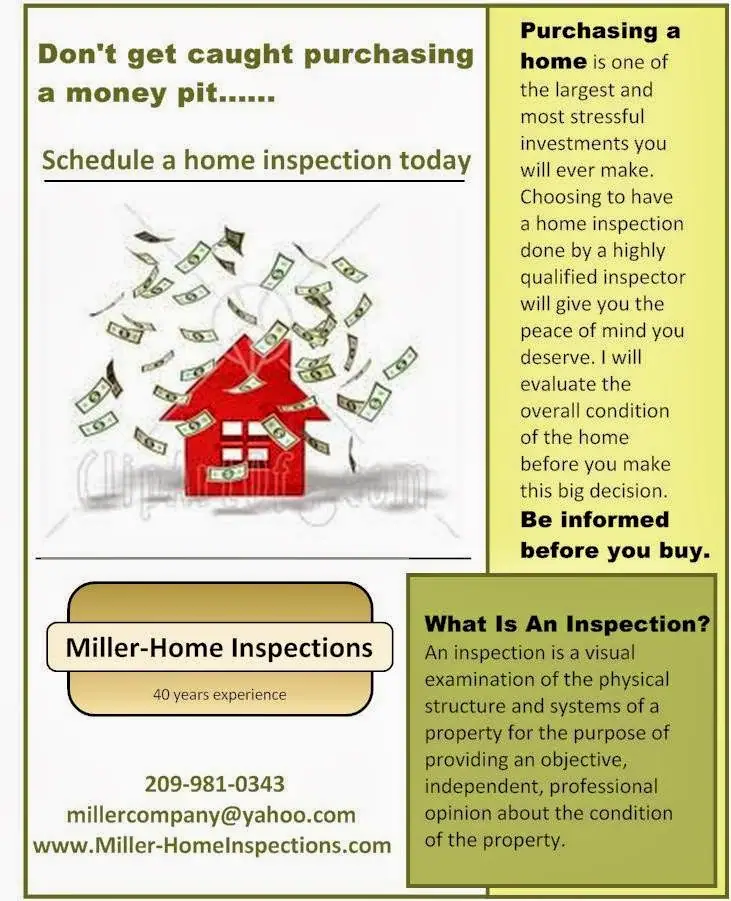 Don't get caught purchasing
a money pit......
Schedule a home inspection today
Miller-Home Inspections
40 years experience
209-981-0343
millercompany@yahoo.com
www.Miller-HomeInspections.com
Purchasing a
home is one of
the largest and
most stressful
investments you
will ever make.
Choosing to have
a home inspection
done by a highly
qualified inspector
will give you the
peace of mind you
deserve. I will
evaluate the
overall condition
of the home
before you make
this big decision.
Be informed
before you buy.
What Is An Inspection?
An inspection is a visual
examination of the physical
structure and systems of a
property for the purpose of
providing an objective,
independent, professional
opinion about the condition
of the property.